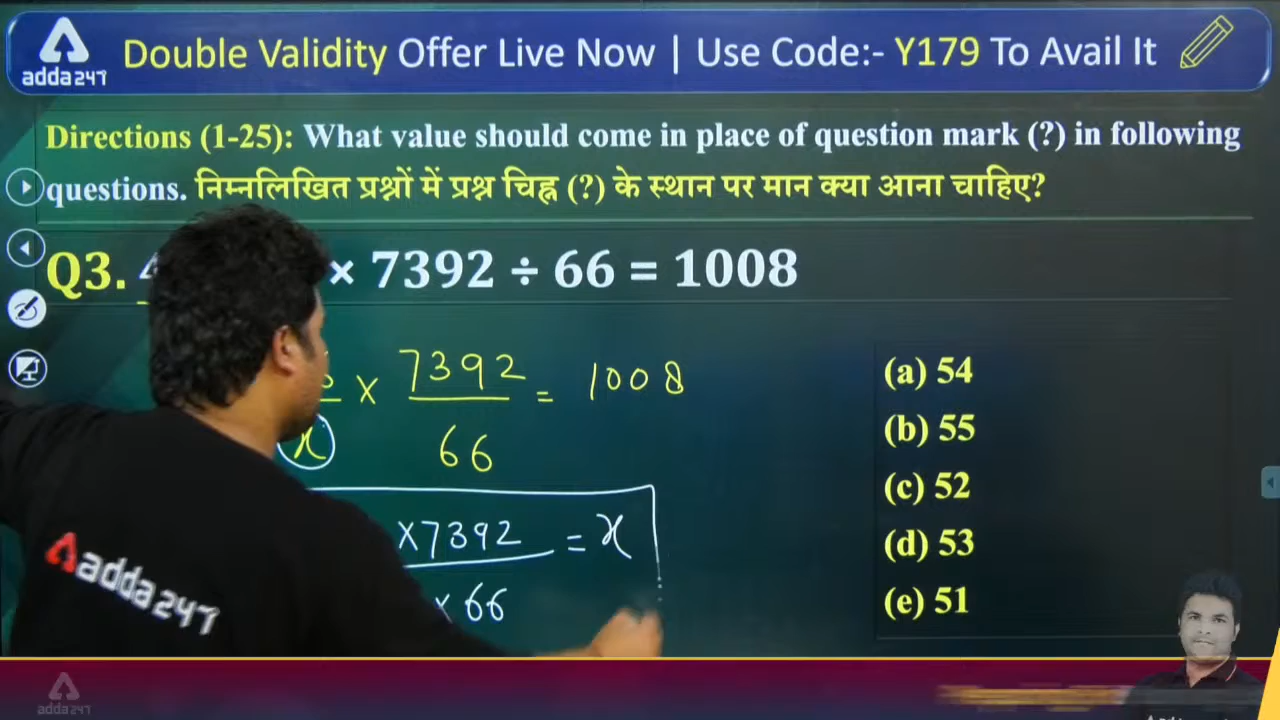 adda247
Double Validity Offer Live Now | Use Code:- Y179 To Avail It
Directions (1-25): What value should come in place of question mark (?) in following
questions. निम्नलिखित प्रश्नों में प्रश्न चिह्न (?) के स्थान पर मान क्या आना चाहिए?
Q3. × 7392 ÷ 66 = 1008
× 7392 / 66 = 1008
x
×7392 = x
×66
(a) 54
(b) 55
(c) 52
(d) 53
(e) 51
adda247
adda247